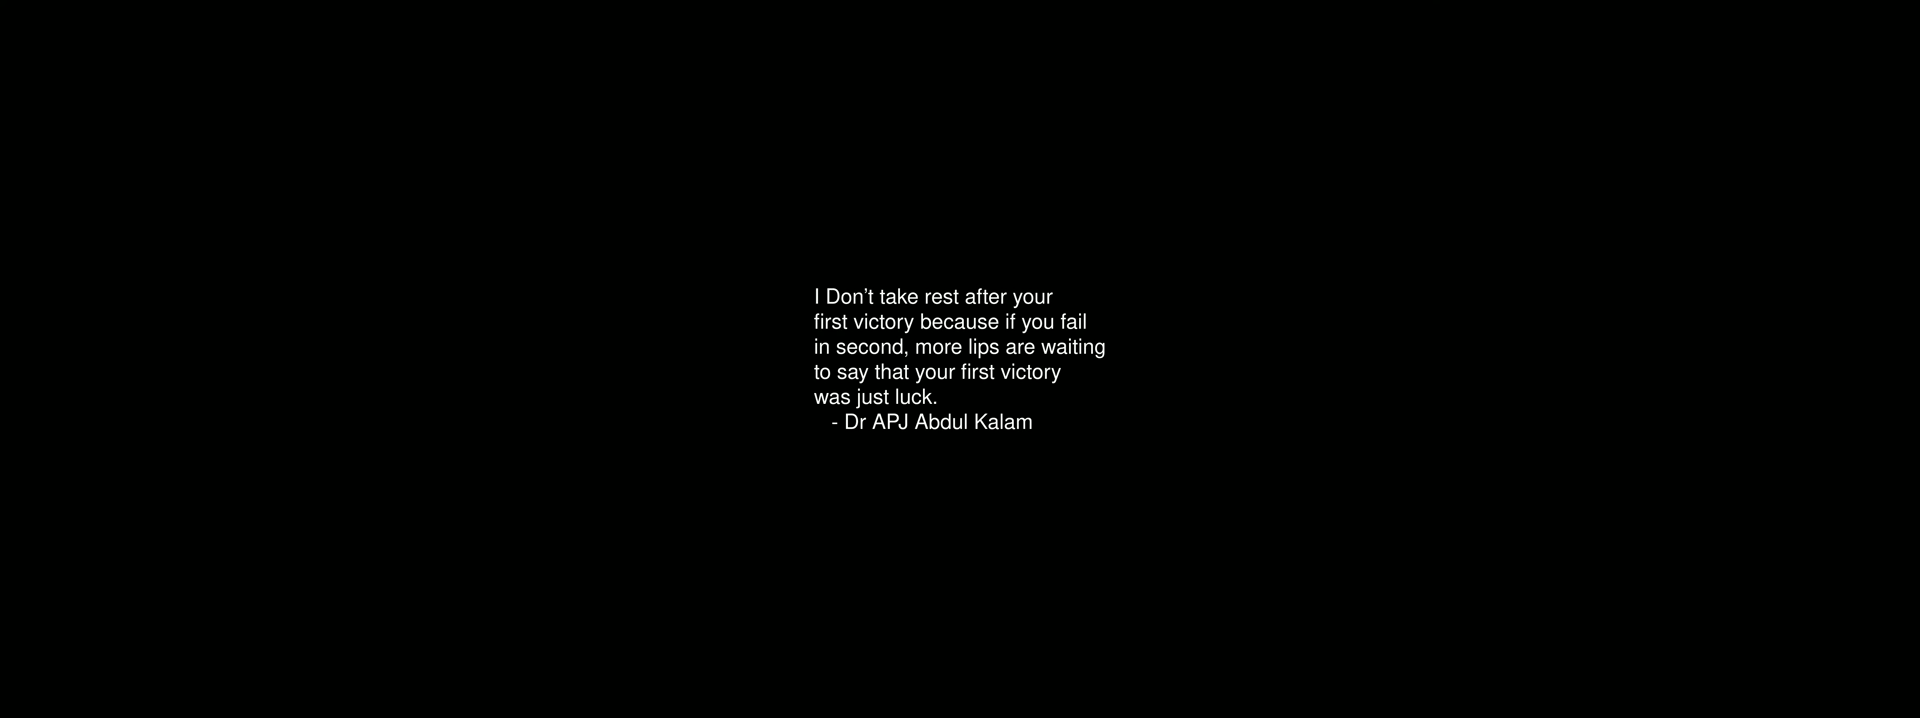 I Don’t take rest after your
first victory because if you fail
in second, more lips are waiting
to say that your first victory
was just luck.
- Dr APJ Abdul Kalam